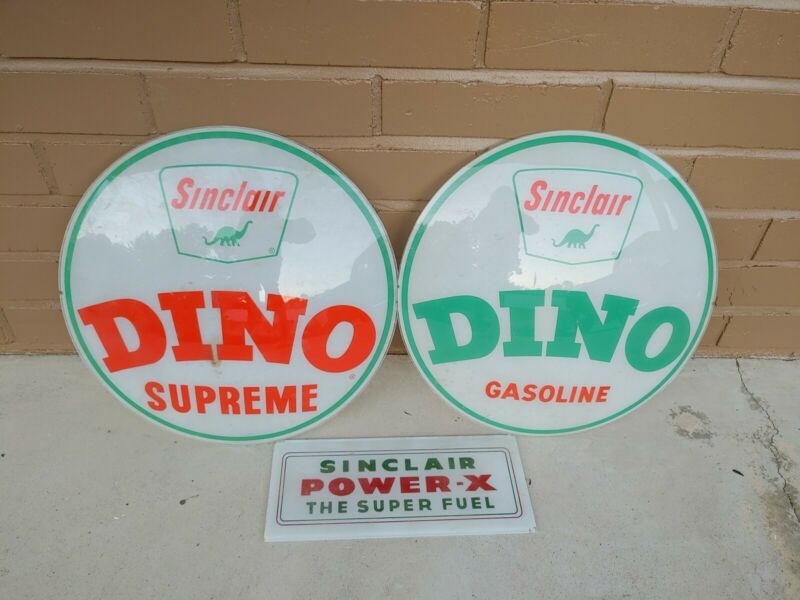 Sinclair
DINO
SUPREME
Sinclair
DINO
GASOLINE
SINCLAIR
POWER-X
THE SUPER FUEL